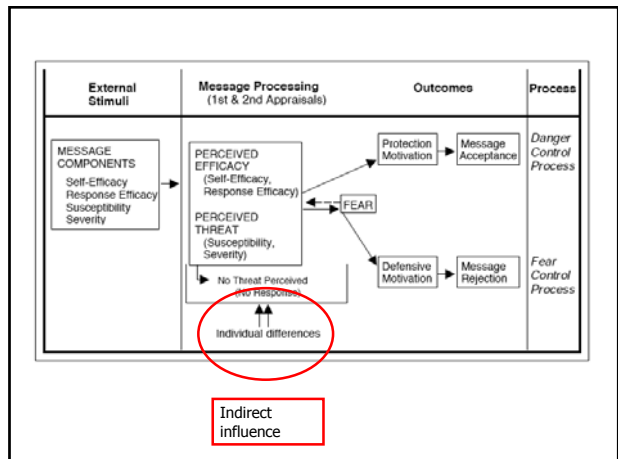 External
Stimuli
Message Processing
(1st & 2nd Appraisals)
Outcomes
Process
MESSAGE
COMPONENTS
Self-Efficacy
Response Efficacy
Susceptibility
Severity
PERCEIVED
EFFICACY
(Self-Efficacy,
Response Efficacy)
PERCEIVED
THREAT
(Susceptibility,
Severity)
No Threat Perceived
(No Response)
Individual differences
FEAR
Protection
Motivation
Message
Acceptance
Defensive
Motivation
Message
Rejection
Danger
Control
Process
Fear
Control
Process
Indirect
influence